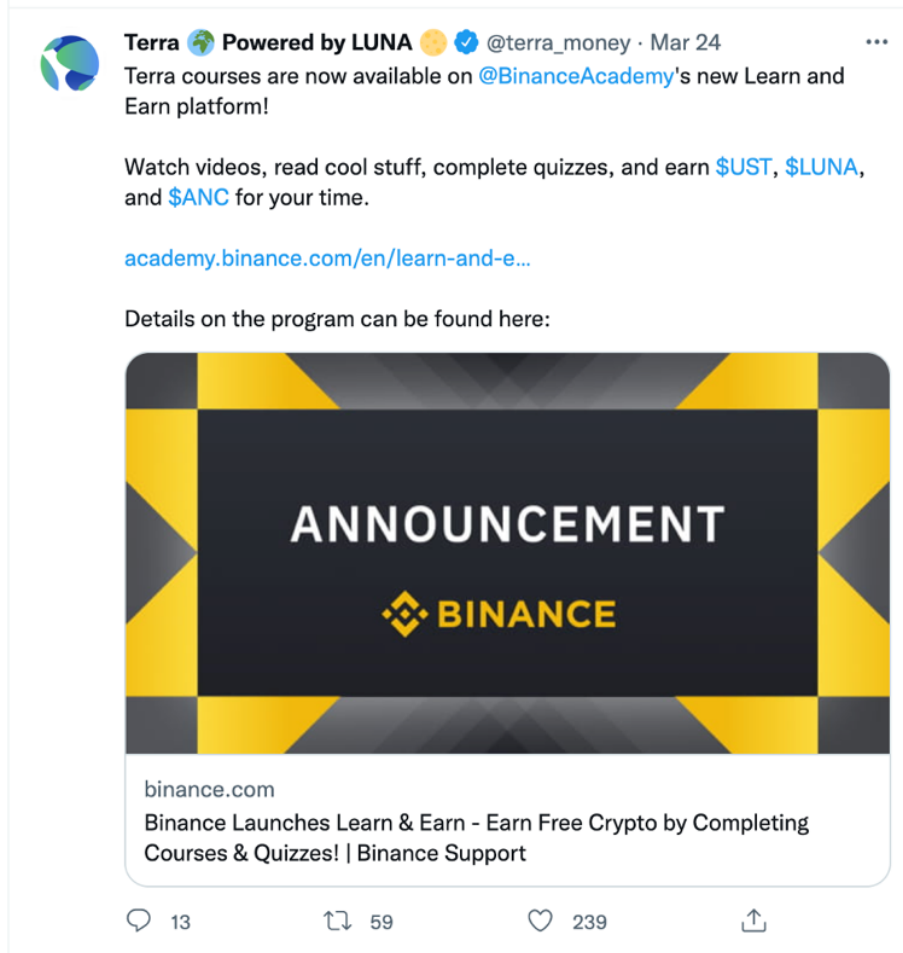 Terra 🌍 Powered by LUNA 🌕 @terra_money · Mar 24
Terra courses are now available on @BinanceAcademy's new Learn and
Earn platform!
Watch videos, read cool stuff, complete quizzes, and earn $UST, $LUNA,
and $ANC for your time.
academy.binance.com/en/learn-and-e...
Details on the program can be found here:
ANNOUNCEMENT
BINANCE
binance.com
Binance Launches Learn & Earn - Earn Free Crypto by Completing
Courses & Quizzes! | Binance Support
13 59 239